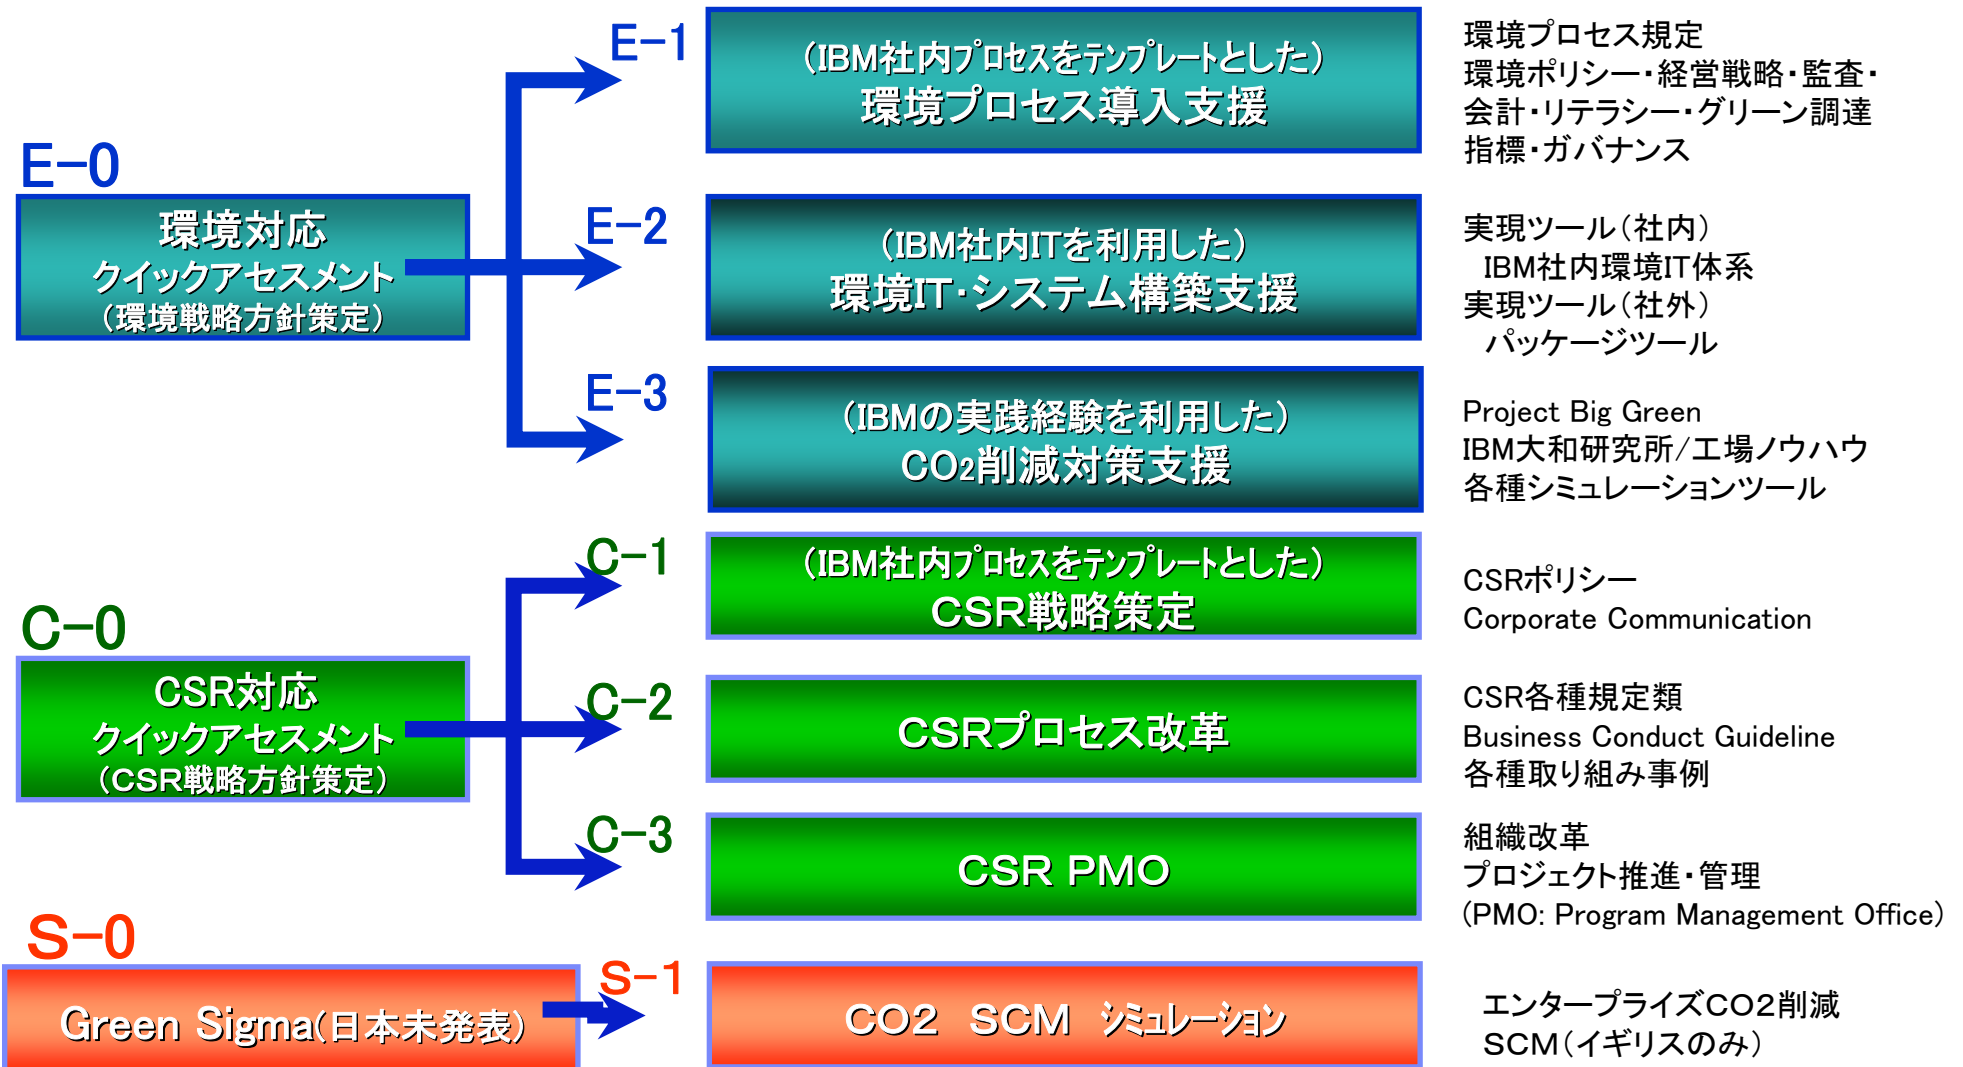 E-0
環境対応
クイックアセスメント
(環境戦略方針策定)
E-1
(IBM社内プロセスをテンプレートとした)
環境プロセス導入支援
環境プロセス規定
環境ポリシー・経営戦略・監査・
会計・リテラシー・グリーン調達
指標・ガバナンス
E-2
(IBM社内ITを利用した)
環境IT・システム構築支援
実現ツール(社内)
IBM社内環境IT体系
実現ツール(社外)
パッケージツール
E-3
(IBMの実践経験を利用した)
CO2削減対策支援
Project Big Green
IBM大和研究所/工場ノウハウ
各種シミュレーションツール
C-0
CSR対応
クイックアセスメント
(CSR戦略方針策定)
C-1
(IBM社内プロセスをテンプレートとした)
CSR戦略策定
CSRポリシー
Corporate Communication
C-2
CSRプロセス改革
CSR各種規定類
Business Conduct Guideline
各種取り組み事例
C-3
CSR PMO
組織改革
プロジェクト推進・管理
(PMO: Program Management Office)
S-0
Green Sigma(日本未発表)
S-1
CO2 SCM シミュレーション
エンタープライズCO2削減
SCM(イギリスのみ)